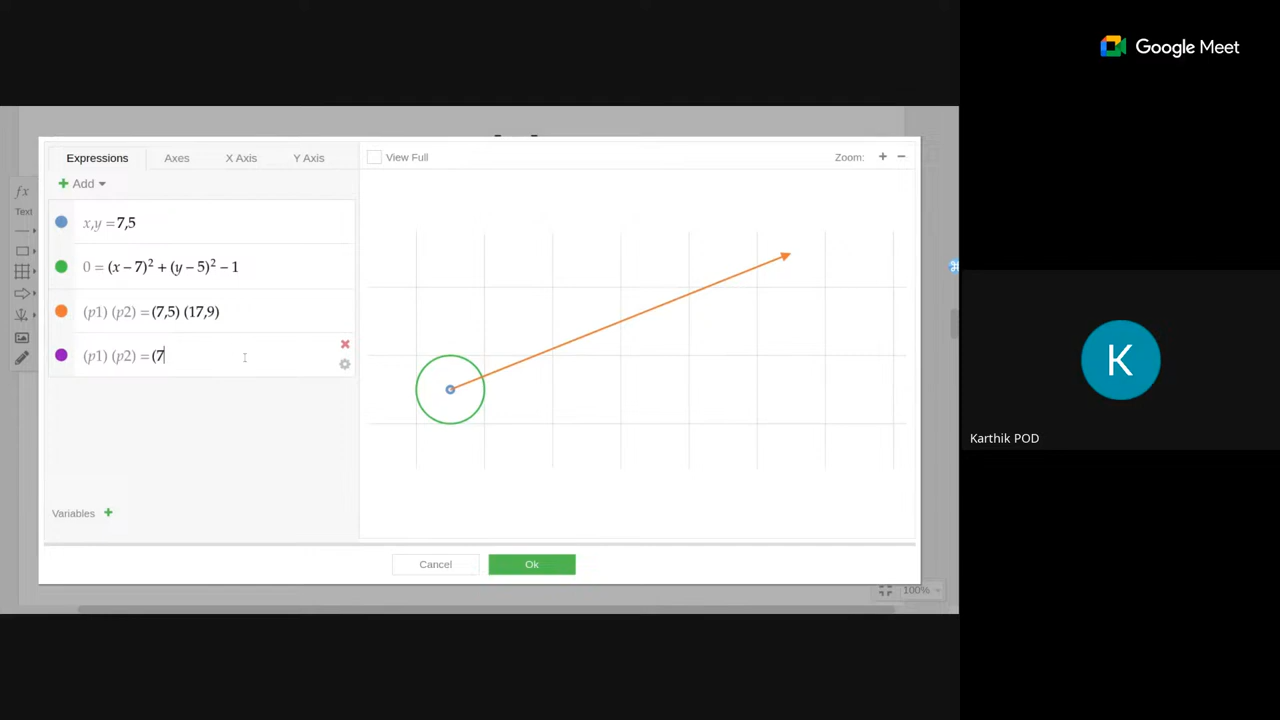 Google Meet
Expressions Axes X Axis Y Axis
View Full
Zoom: + −
+ Add
x,y = 7,5
0 = (x − 7)² + (y − 5)² − 1
(p1) (p2) = (7,5) (17,9)
(p1) (p2) = (7
fx
Text
Variables +
Cancel Ok
100%
K
Karthik POD